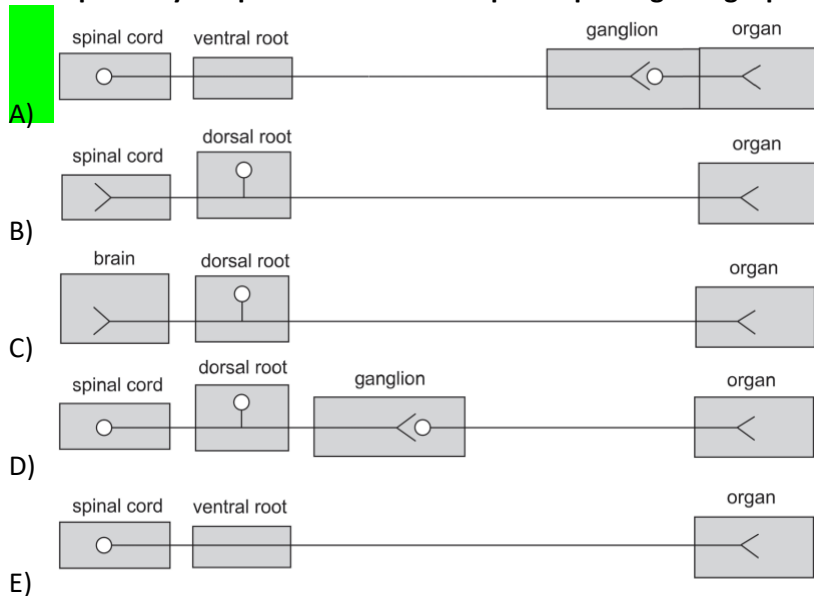 spinal cord ventral root ganglion organ
A)
spinal cord dorsal root organ
B)
brain dorsal root organ
C)
spinal cord dorsal root ganglion organ
D)
spinal cord ventral root organ
E)